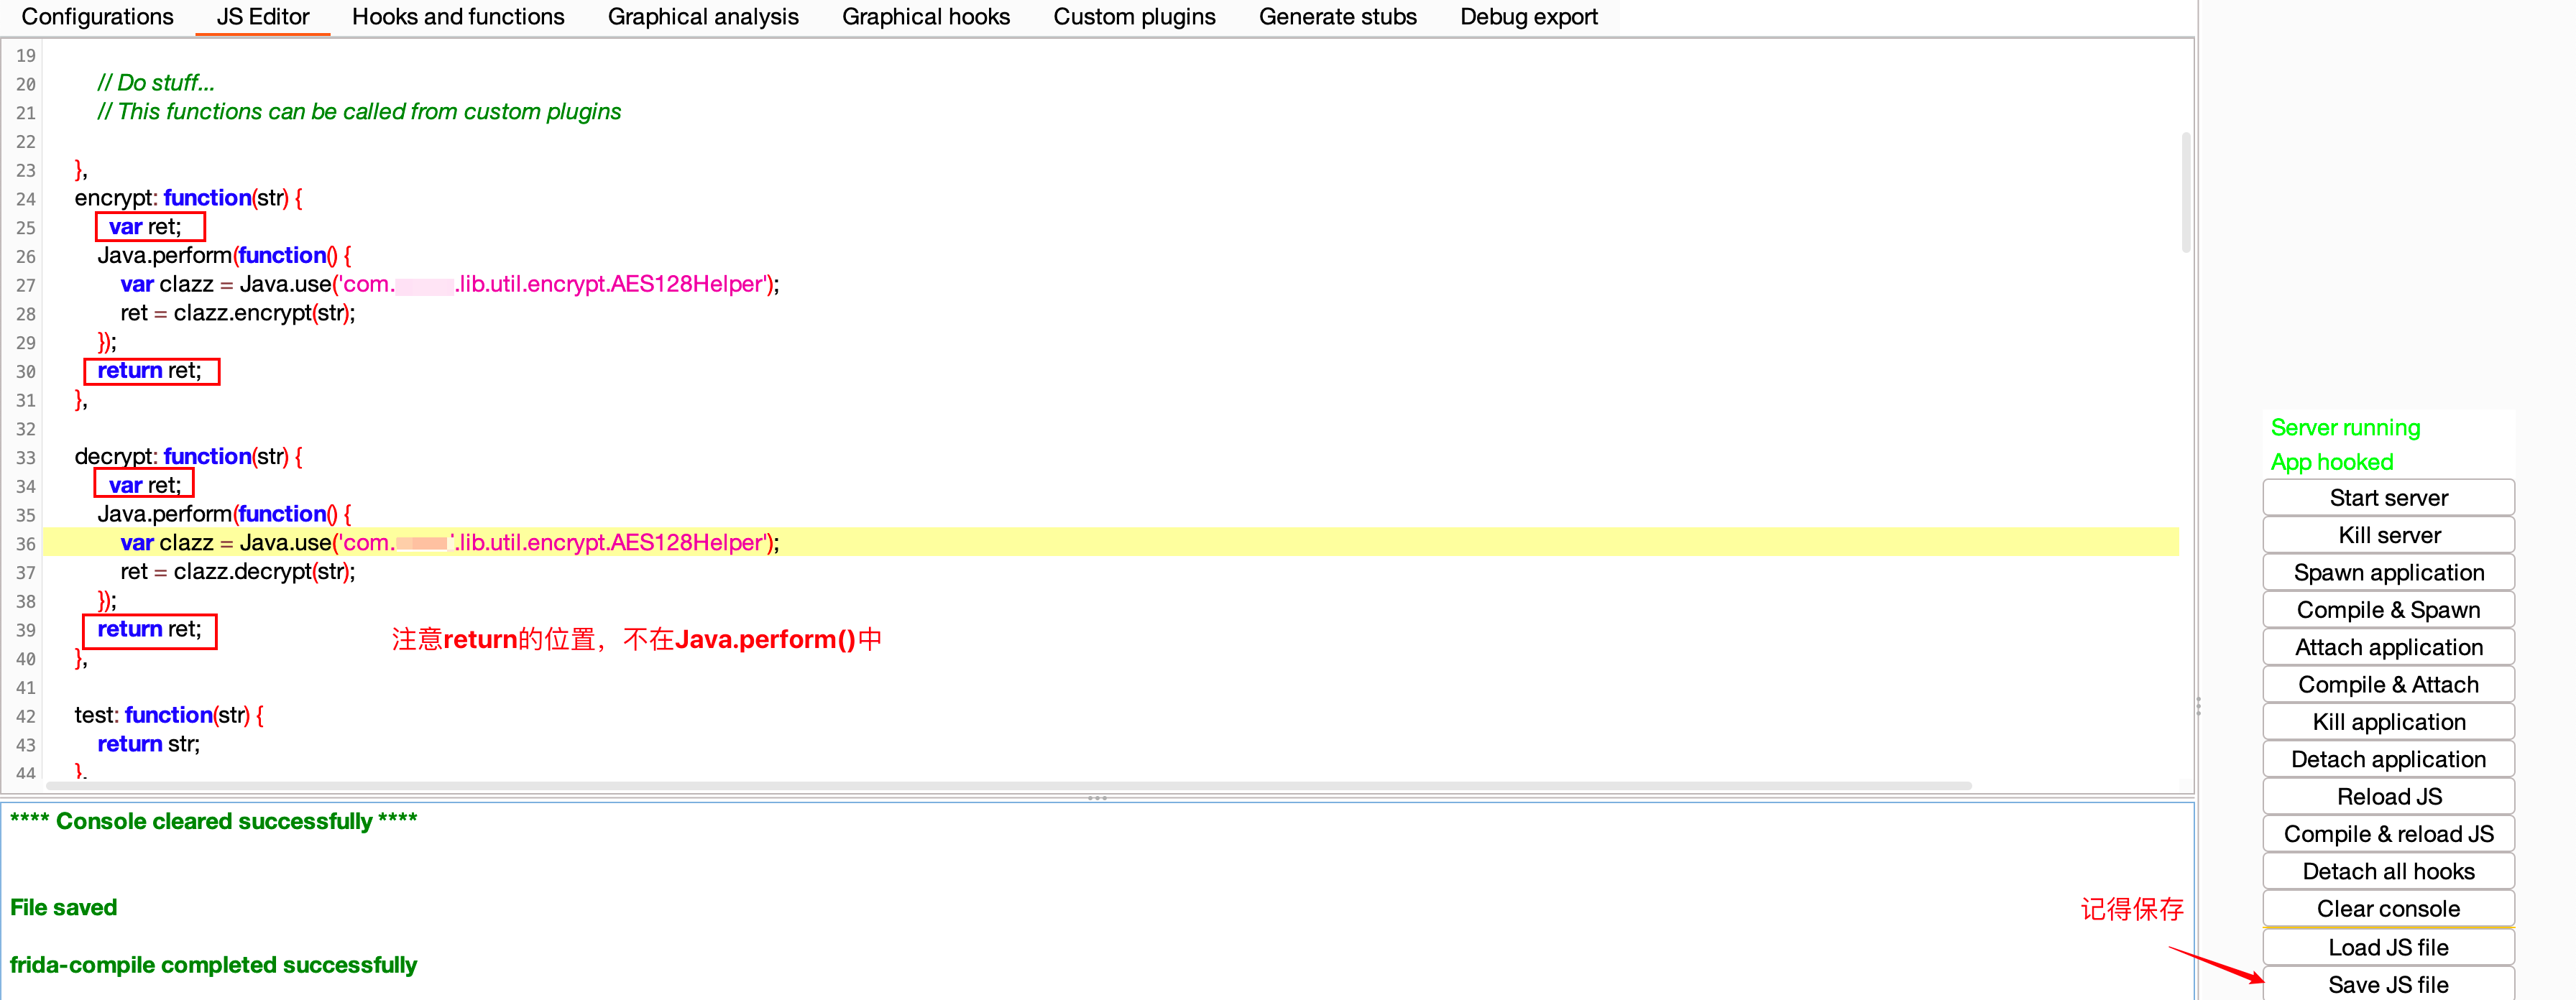 Configurations JS Editor Hooks and functions Graphical analysis Graphical hooks Custom plugins Generate stubs Debug export
19
20 // Do stuff...
21 // This functions can be called from custom plugins
22
23 },
24 encrypt: function(str) {
25 var ret;
26 Java.perform(function() {
27 var clazz = Java.use('com. .lib.util.encrypt.AES128Helper');
28 ret = clazz.encrypt(str);
29 });
30 return ret;
31 },
32
33 decrypt: function(str) {
34 var ret;
35 Java.perform(function() {
36 var clazz = Java.use('com. .lib.util.encrypt.AES128Helper');
37 ret = clazz.decrypt(str);
38 });
39 return ret;
注意return的位置，不在Java.perform()中
40 },
41
42 test: function(str) {
43 return str;
44 },
**** Console cleared successfully ****
File saved
frida-compile completed successfully
Server running
App hooked
Start server
Kill server
Spawn application
Compile & Spawn
Attach application
Compile & Attach
Kill application
Detach application
Reload JS
Compile & reload JS
Detach all hooks
Clear console
记得保存
Load JS file
Save JS file